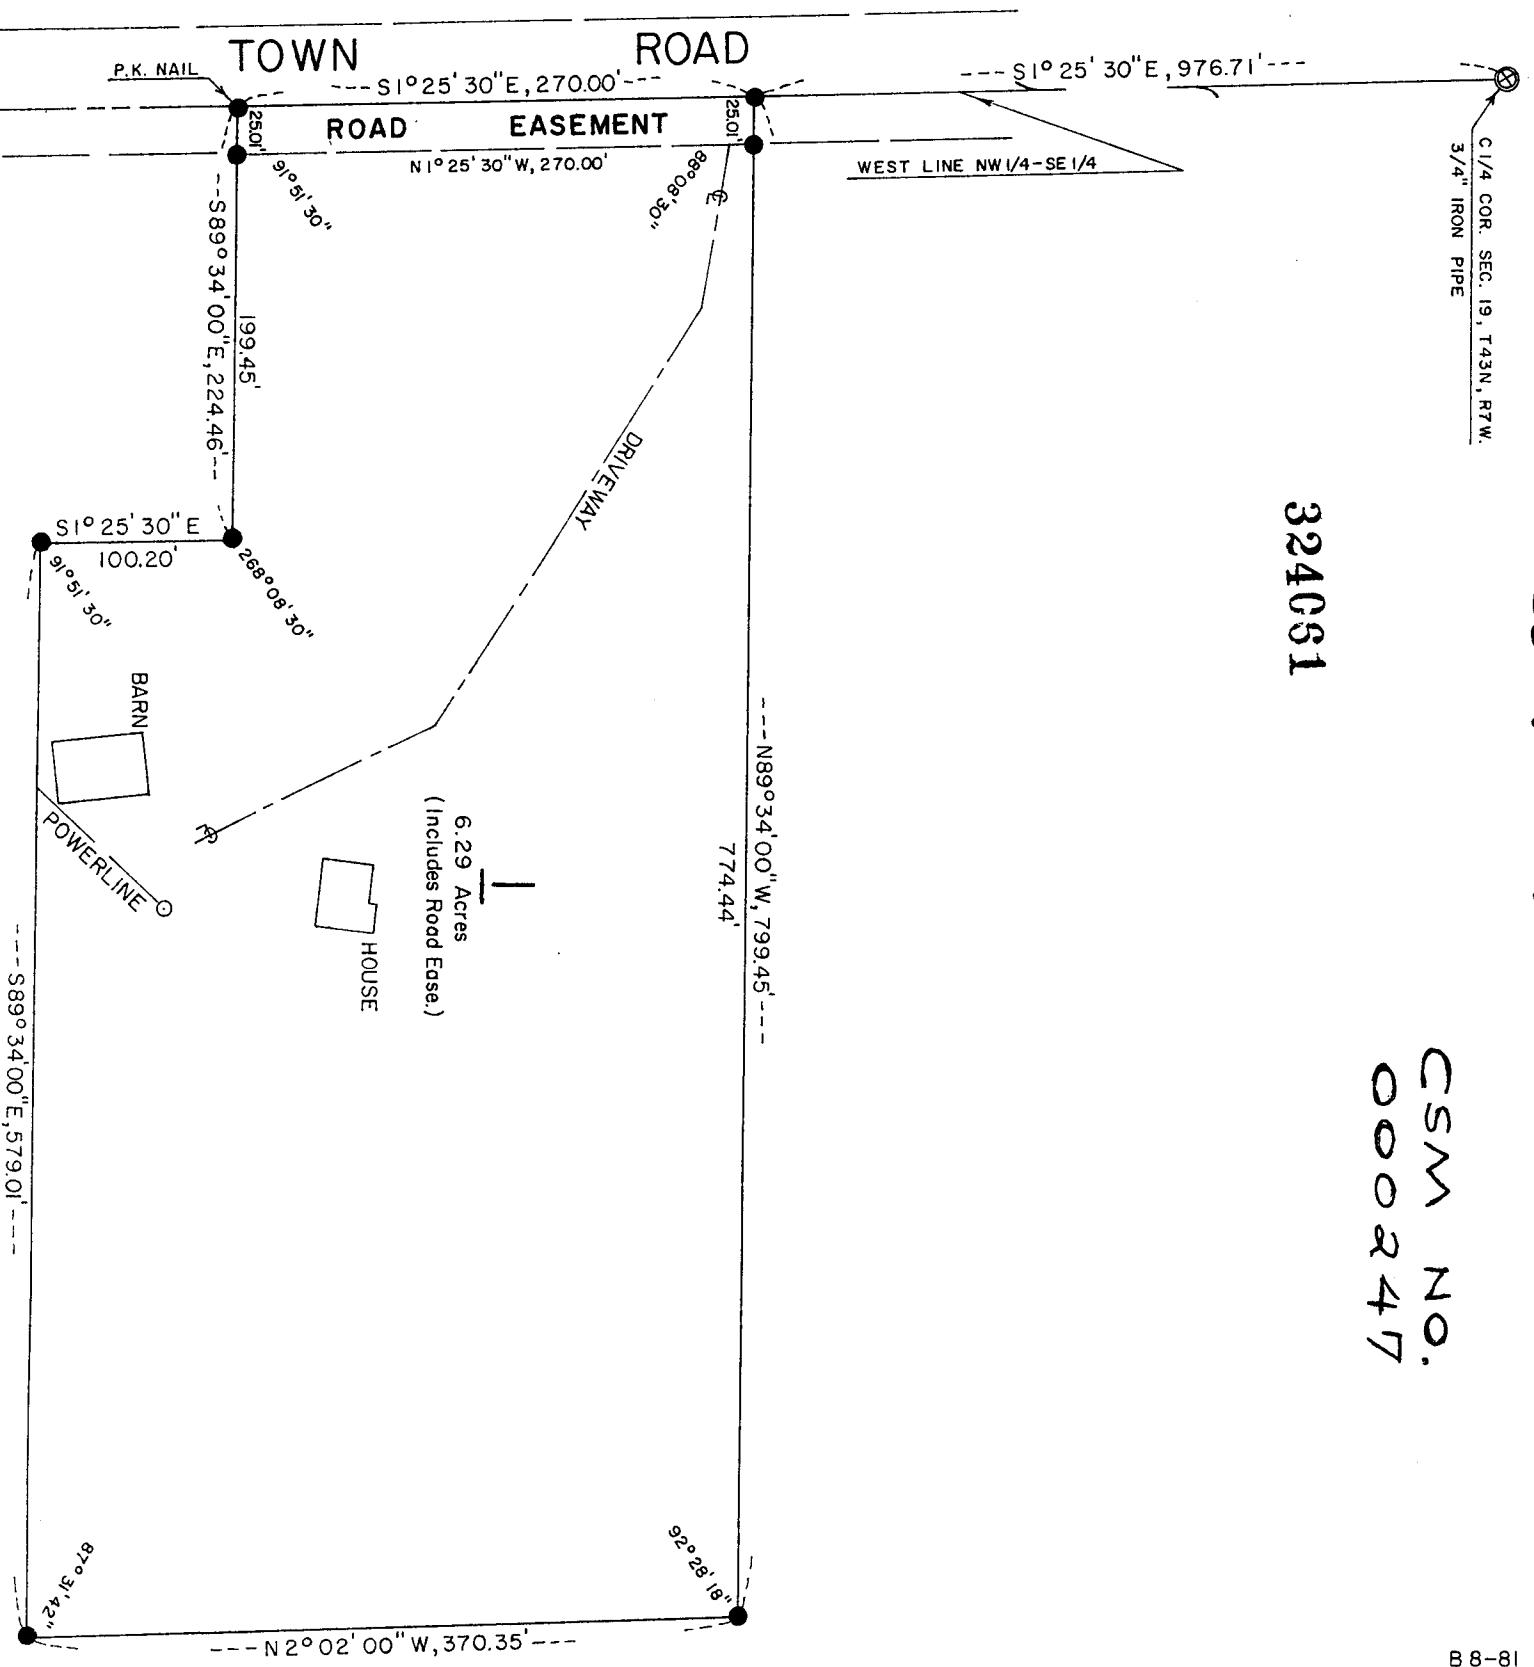 TOWN ROAD
P.K. NAIL
---S1°25'30"E, 270.00'---
---S1°25'30"E, 976.71'---
25.01'
ROAD EASEMENT
25.01'
N1°25'30"W, 270.00'
WEST LINE NW1/4-SE1/4
C1/4 COR. SEC. 19, T43N, R7W.
3/4" IRON PIPE
91°51'30"
88°08'30"
--S89°34'00"E, 224.46'--
199.45'
DRIVEWAY
S1°25'30"E
100.20'
91°51'30"
268°08'30"
324061
BARN
POWERLINE
6.29 Acres
(Includes Road Ease.)
HOUSE
1
---N89°34'00"W, 799.45'---
774.44'
---S89°34'00"E, 579.01'---
CSM NO.
000247
87°31'42"
92°28'18"
---N2°02'00"W, 370.35'---
B 8-81